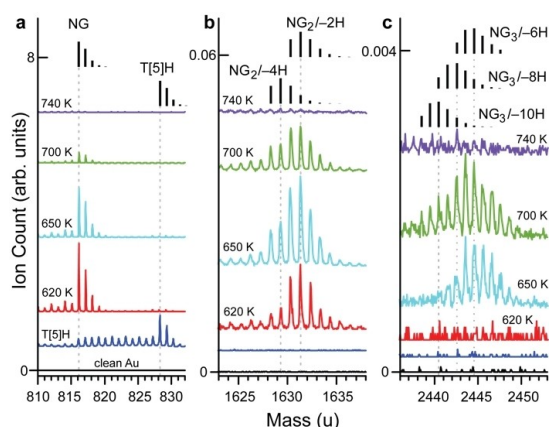 a
NG
T[5]H
8
740 K
700 K
650 K
620 K
T[5]H
clean Au
0
810 815 820 825 830
b
NG2/–2H
0.06
NG2/–4H
740 K
700 K
650 K
620 K
0
1625 1630 1635
c
NG3/–6H
0.004
NG3/–8H
NG3/–10H
740 K
700 K
650 K
620 K
0
2440 2445 2450
Ion Count (arb. units)
Mass (u)